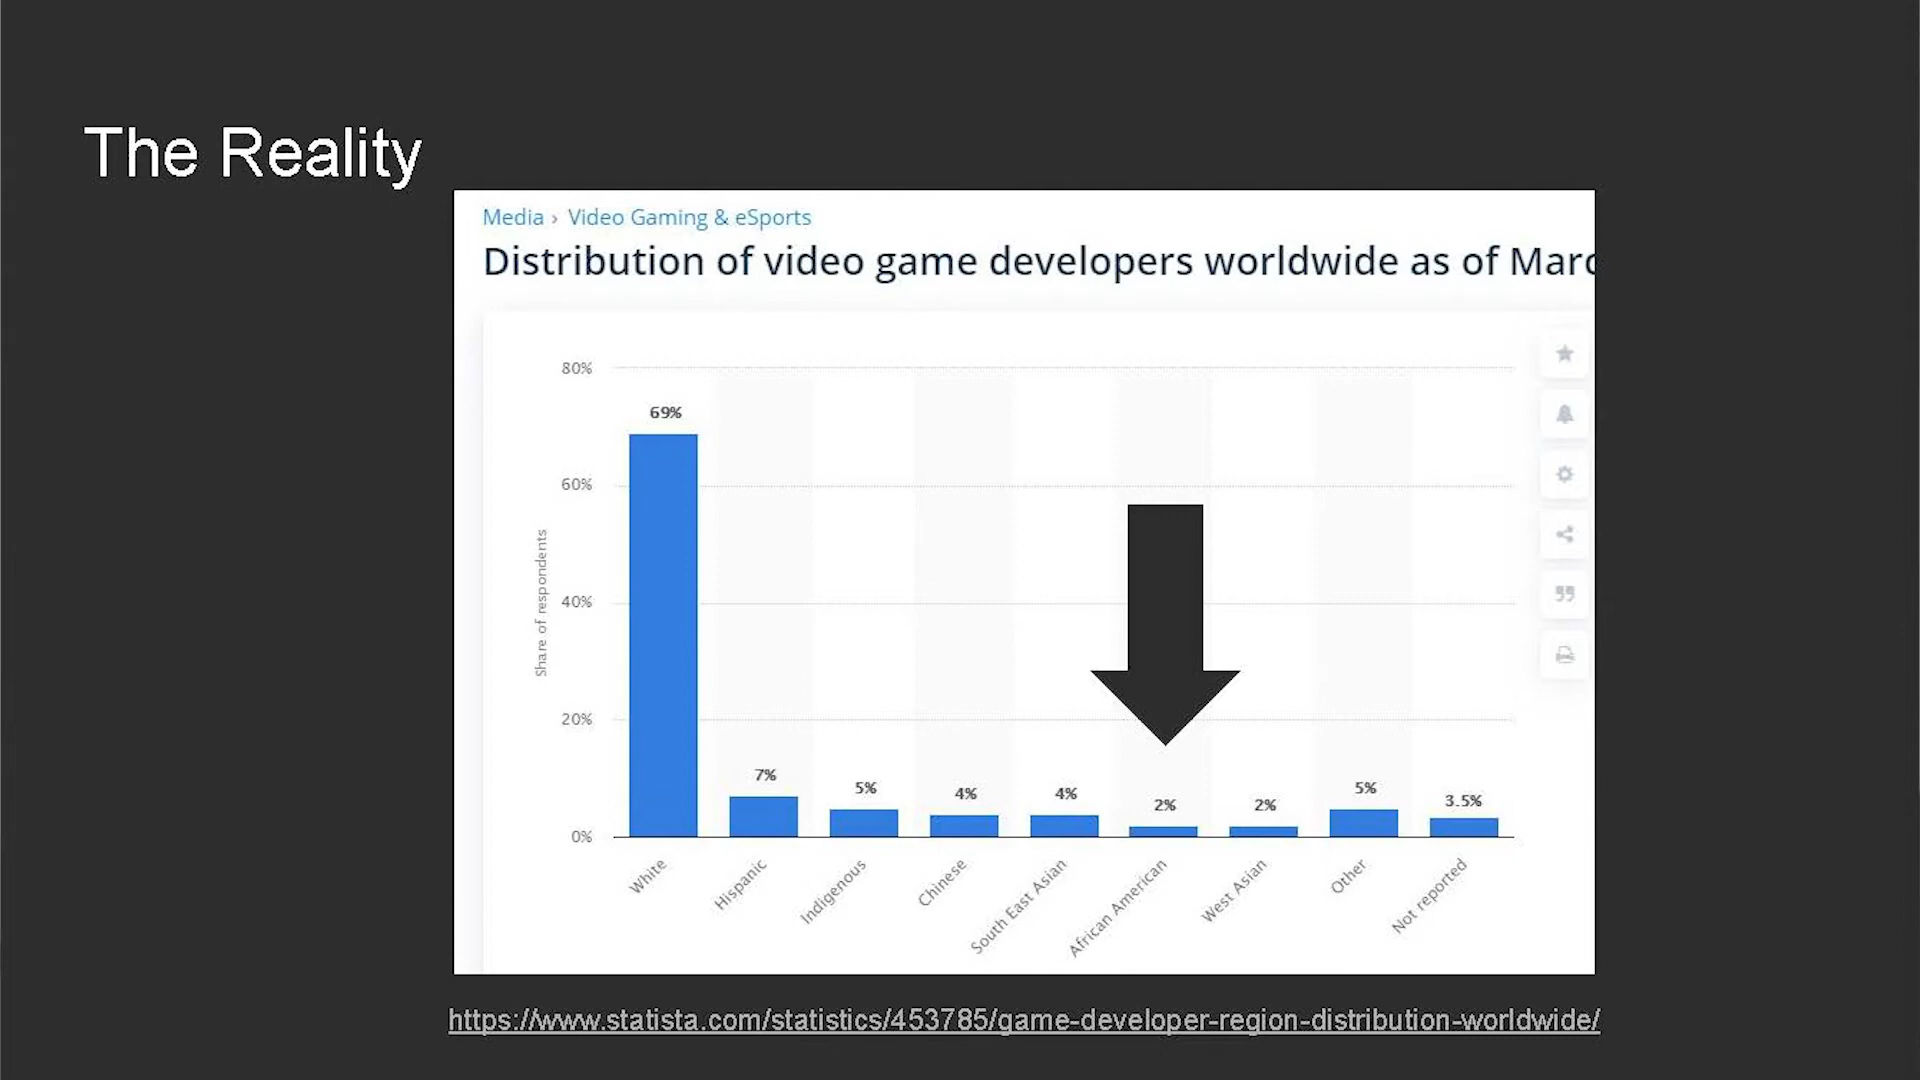 The Reality
Media › Video Gaming & eSports
Distribution of video game developers worldwide as of Marc
80%
60%
40%
20%
0%
Share of respondents
69%
7%
5%
4%
4%
2%
2%
5%
3.5%
White
Hispanic
Indigenous
Chinese
South East Asian
African American
West Asian
Other
Not reported
https://www.statista.com/statistics/453785/game-developer-region-distribution-worldwide/